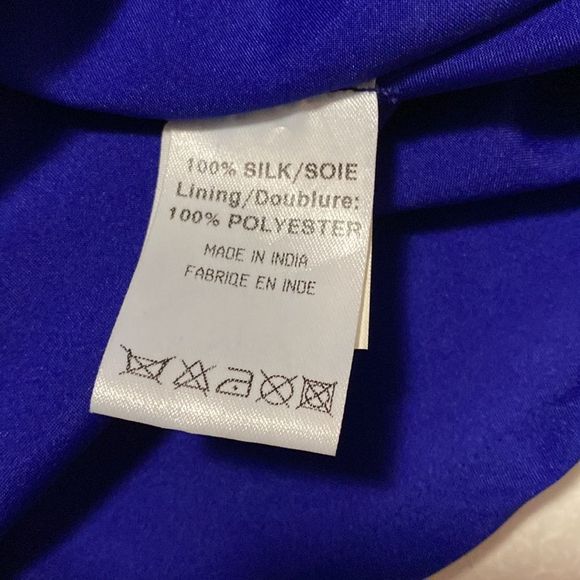 100% SILK/SOIE
Lining/Doublure:
100% POLYESTER
MADE IN INDIA
FABRIQE EN INDE